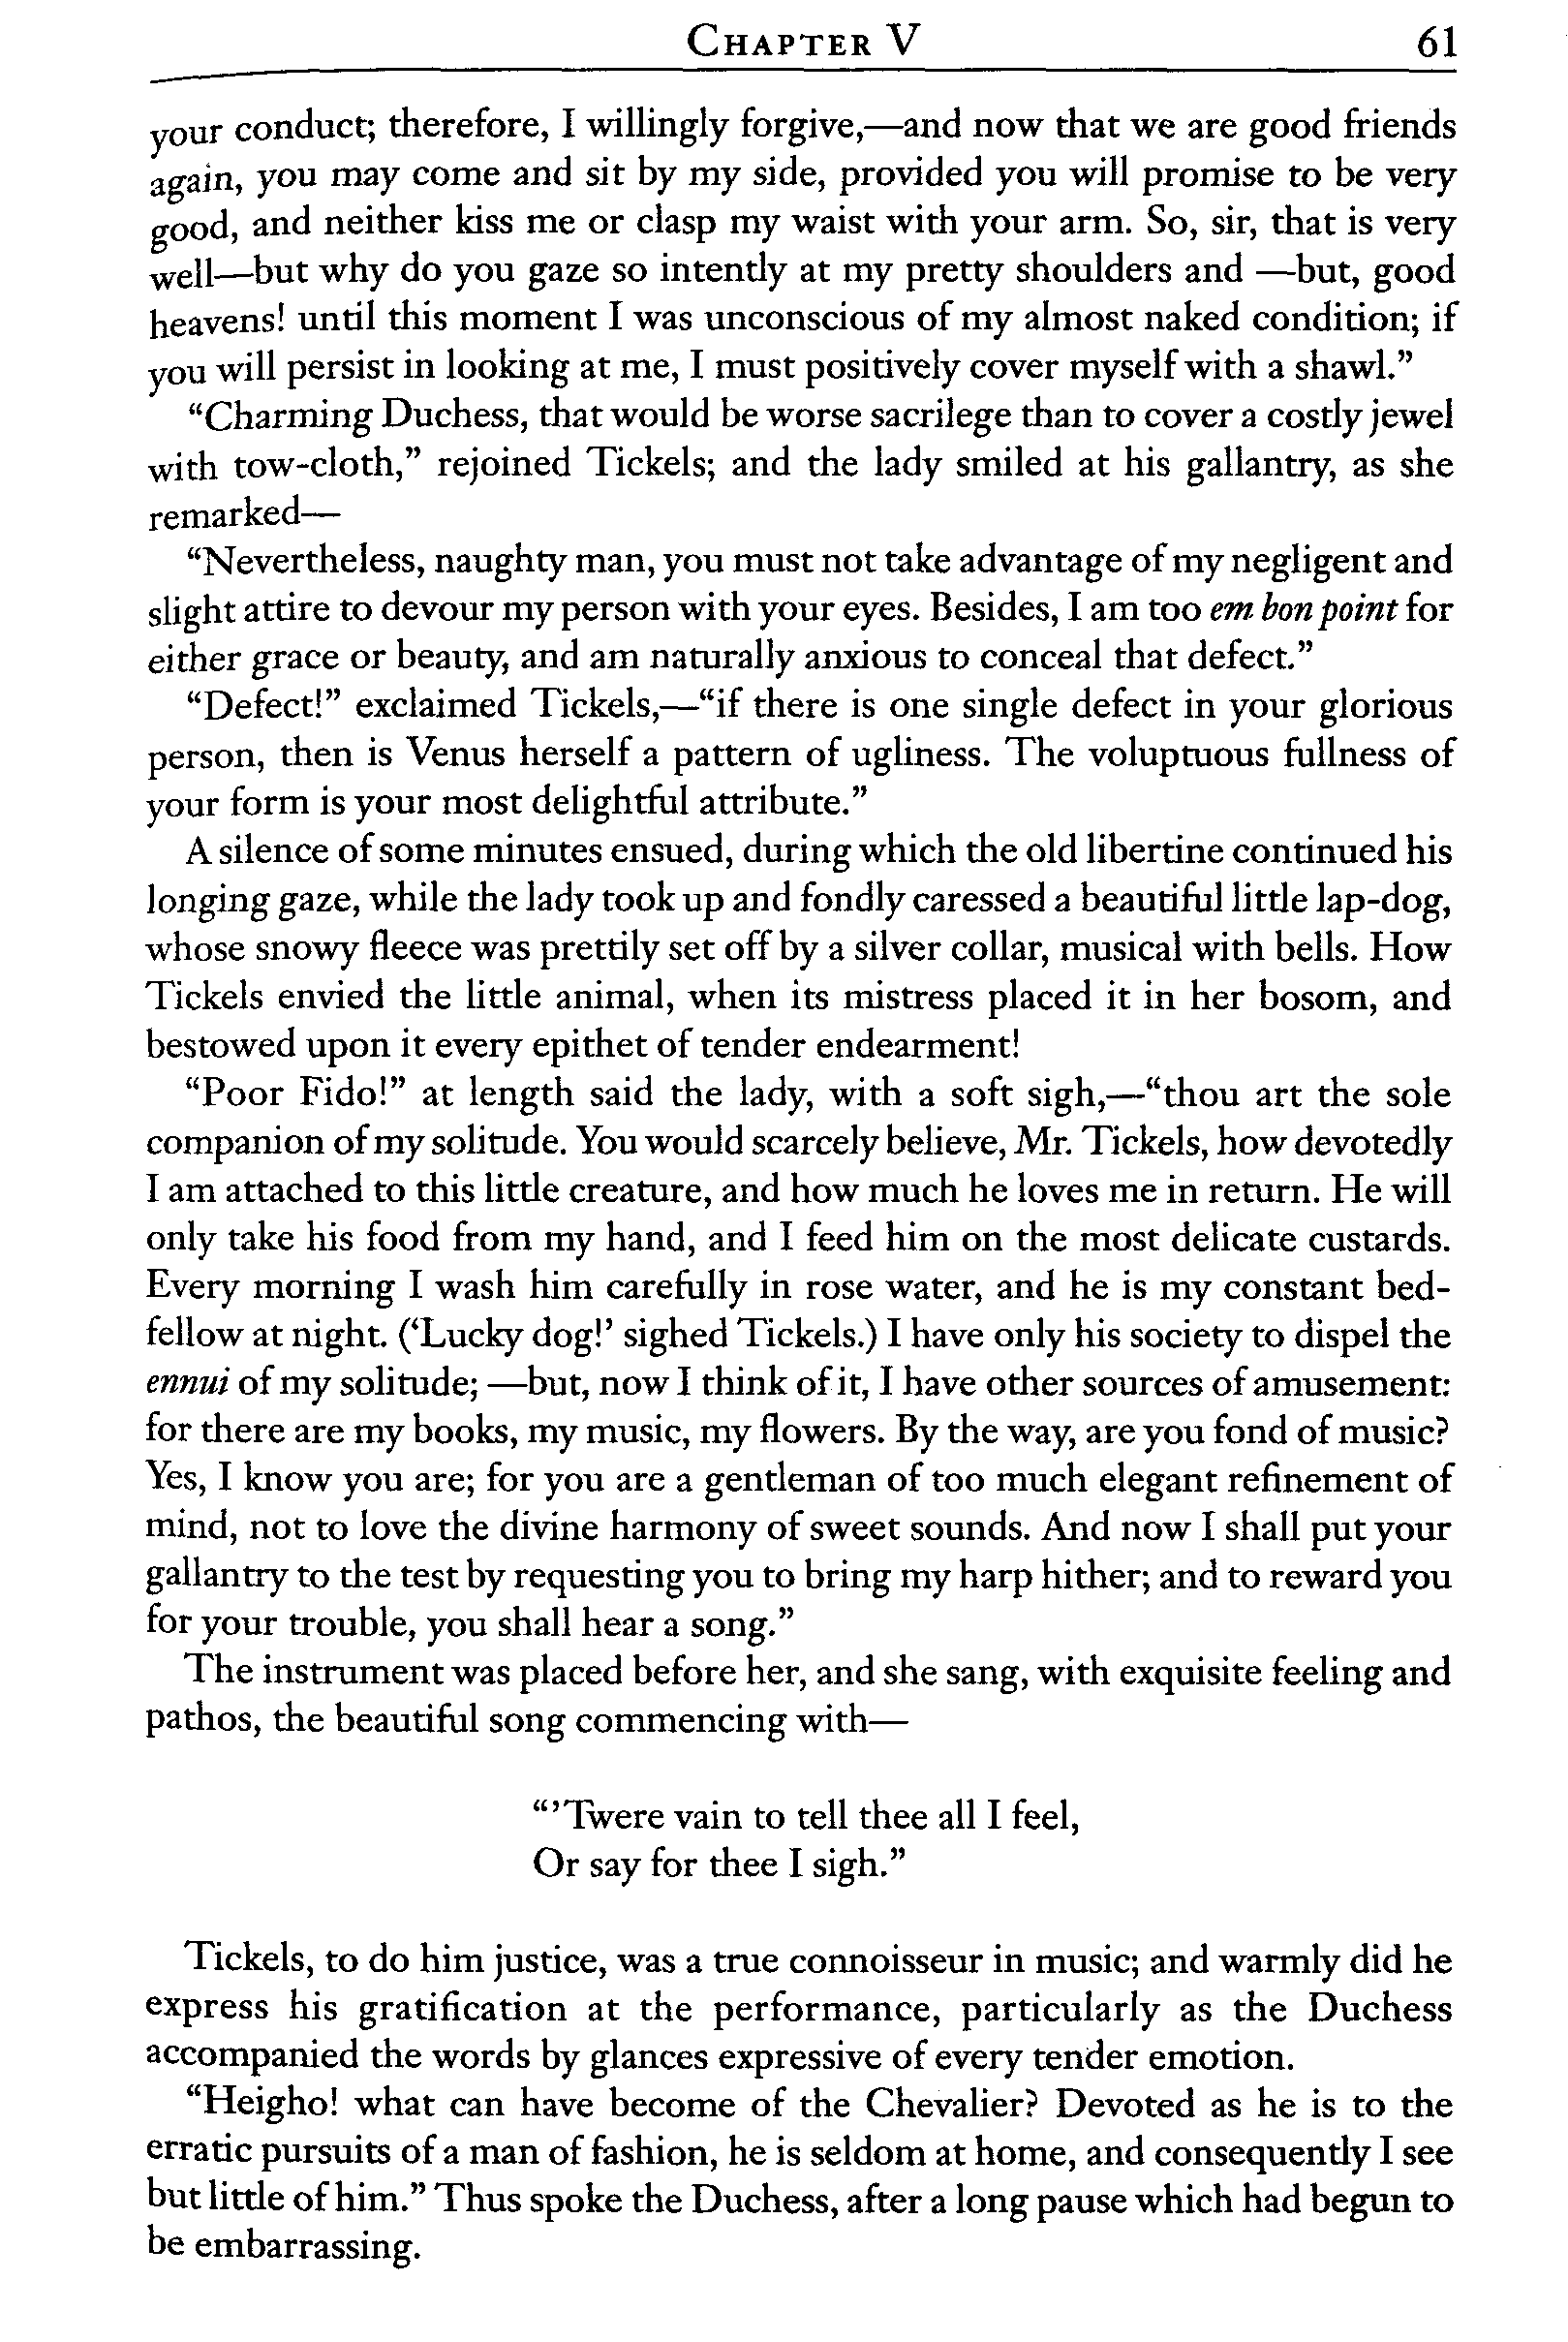 CHAPTER V 61
your conduct; therefore, I willingly forgive,—and now that we are good friends
again, you may come and sit by my side, provided you will promise to be very
good, and neither kiss me or clasp my waist with your arm. So, sir, that is very
well—but why do you gaze so intently at my pretty shoulders and —but, good
heavens! until this moment I was unconscious of my almost naked condition; if
you will persist in looking at me, I must positively cover myself with a shawl.”
“Charming Duchess, that would be worse sacrilege than to cover a costly jewel
with tow-cloth,” rejoined Tickels; and the lady smiled at his gallantry, as she
remarked—
“Nevertheless, naughty man, you must not take advantage of my negligent and
slight attire to devour my person with your eyes. Besides, I am too em bon point for
either grace or beauty, and am naturally anxious to conceal that defect.”
“Defect!” exclaimed Tickels,—“if there is one single defect in your glorious
person, then is Venus herself a pattern of ugliness. The voluptuous fullness of
your form is your most delightful attribute.”
A silence of some minutes ensued, during which the old libertine continued his
longing gaze, while the lady took up and fondly caressed a beautiful little lap-dog,
whose snowy fleece was prettily set off by a silver collar, musical with bells. How
Tickels envied the little animal, when its mistress placed it in her bosom, and
bestowed upon it every epithet of tender endearment!
“Poor Fido!” at length said the lady, with a soft sigh,—“thou art the sole
companion of my solitude. You would scarcely believe, Mr. Tickels, how devotedly
I am attached to this little creature, and how much he loves me in return. He will
only take his food from my hand, and I feed him on the most delicate custards.
Every morning I wash him carefully in rose water, and he is my constant bed-
fellow at night. (‘Lucky dog!’ sighed Tickels.) I have only his society to dispel the
ennui of my solitude; —but, now I think of it, I have other sources of amusement:
for there are my books, my music, my flowers. By the way, are you fond of music?
Yes, I know you are; for you are a gentleman of too much elegant refinement of
mind, not to love the divine harmony of sweet sounds. And now I shall put your
gallantry to the test by requesting you to bring my harp hither; and to reward you
for your trouble, you shall hear a song.”
The instrument was placed before her, and she sang, with exquisite feeling and
pathos, the beautiful song commencing with—
“’Twere vain to tell thee all I feel,
Or say for thee I sigh.”
Tickels, to do him justice, was a true connoisseur in music; and warmly did he
express his gratification at the performance, particularly as the Duchess
accompanied the words by glances expressive of every tender emotion.
“Heigho! what can have become of the Chevalier? Devoted as he is to the
erratic pursuits of a man of fashion, he is seldom at home, and consequently I see
but little of him.” Thus spoke the Duchess, after a long pause which had begun to
be embarrassing.